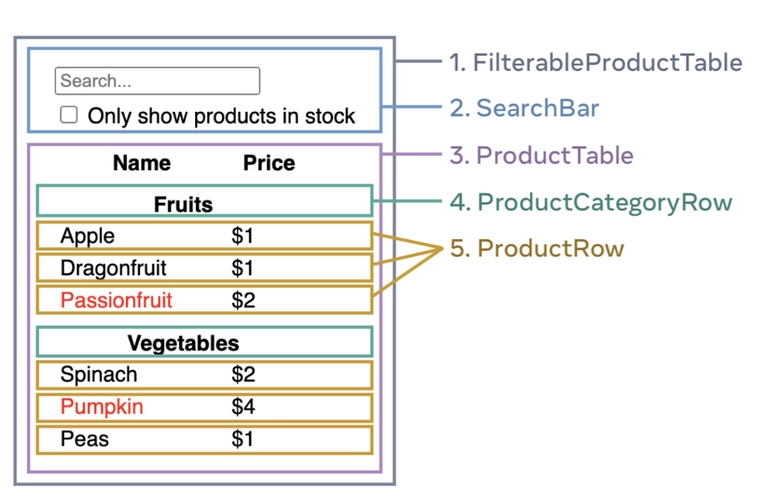 Search...
Only show products in stock
Name Price
Fruits
Apple $1
Dragonfruit $1
Passionfruit $2
Vegetables
Spinach $2
Pumpkin $4
Peas $1
1. FilterableProductTable
2. SearchBar
3. ProductTable
4. ProductCategoryRow
5. ProductRow